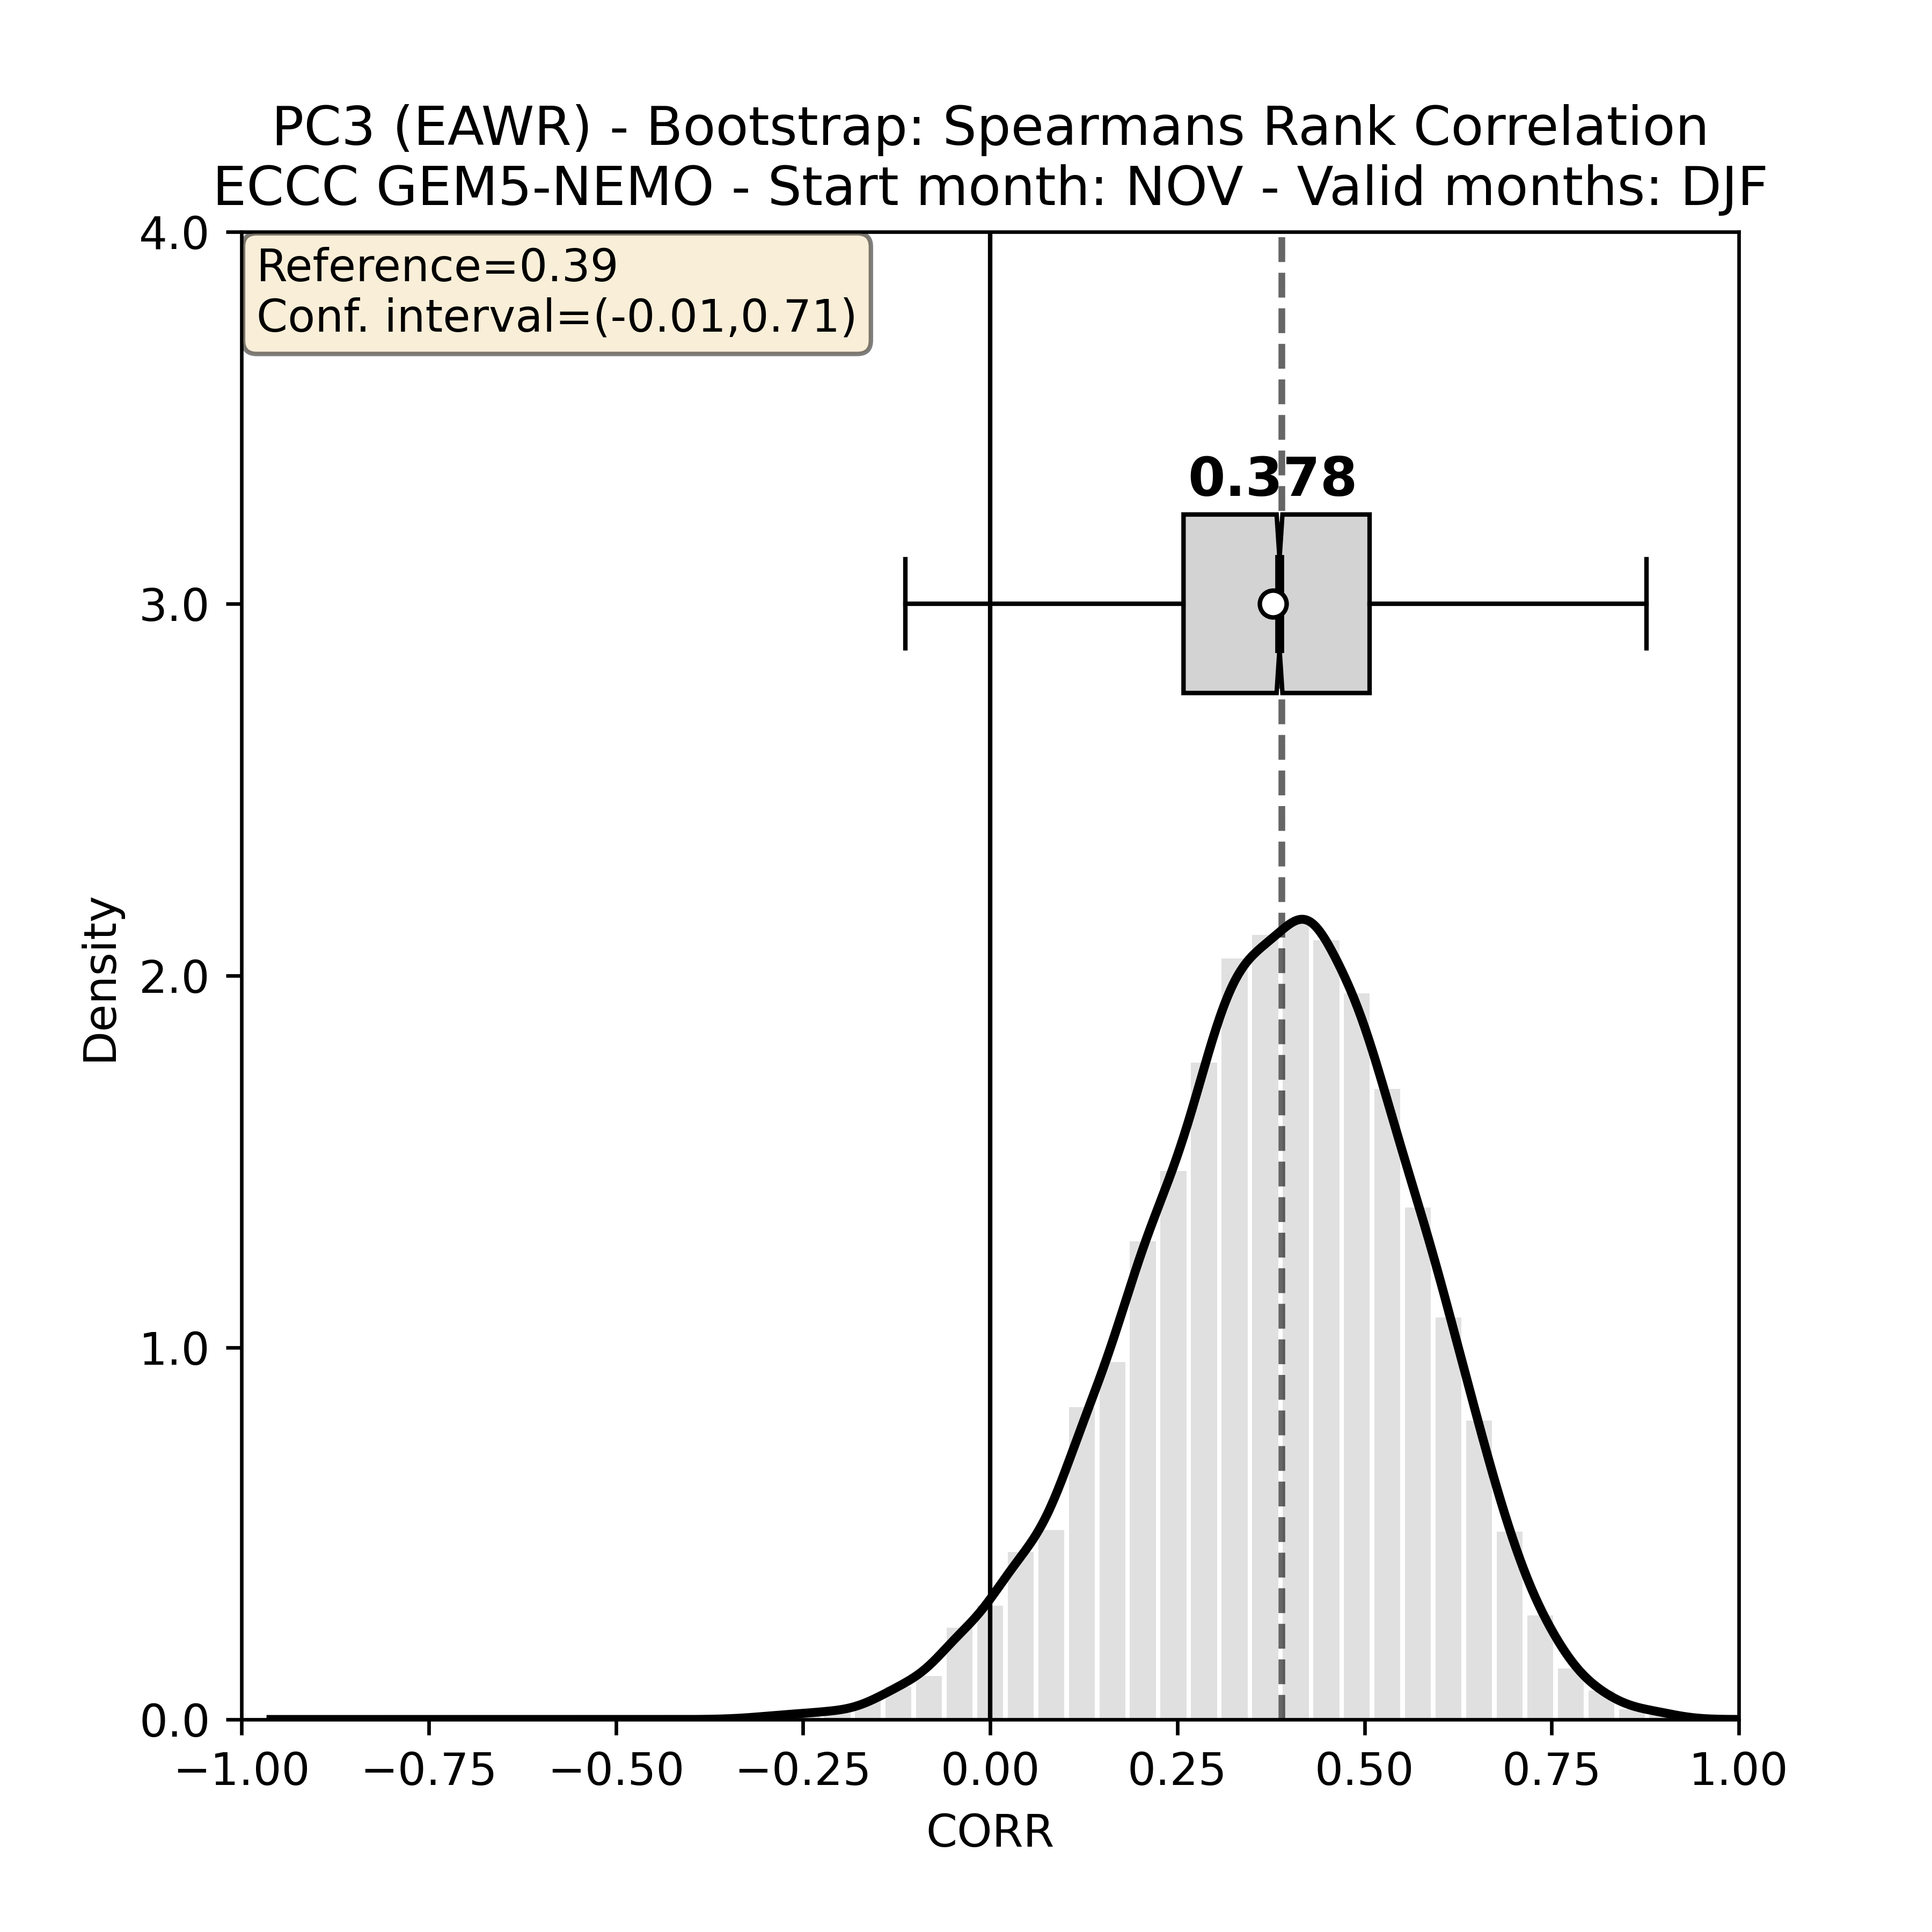 PC3 (EAWR) - Bootstrap: Spearmans Rank Correlation
ECCC GEM5-NEMO - Start month: NOV - Valid months: DJF
4.0
Reference=0.39
Conf. interval=(-0.01,0.71)
0.378
3.0
Density
2.0
1.0
0.0
−1.00 −0.75 −0.50 −0.25 0.00 0.25 0.50 0.75 1.00
CORR